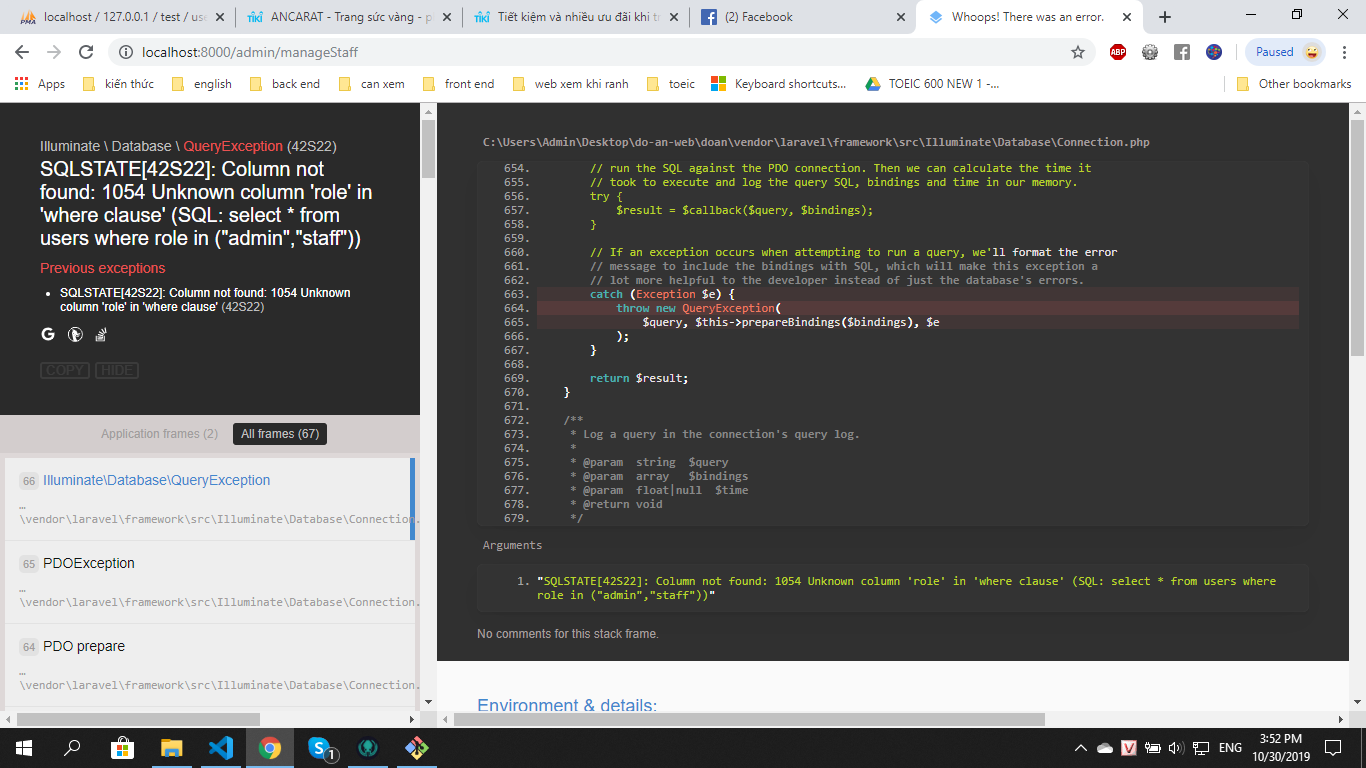 localhost / 127.0.0.1 / test / use
ANCARAT - Trang sức vàng - p
Tiết kiệm và nhiều ưu đãi khi tr
(2) Facebook
Whoops! There was an error.
localhost:8000/admin/manageStaff
ABP
Paused
Apps
kiến thức
english
back end
can xem
front end
web xem khi ranh
toeic
Keyboard shortcuts...
TOEIC 600 NEW 1 -...
Other bookmarks
Illuminate \ Database \ QueryException (42S22)
SQLSTATE[42S22]: Column not
found: 1054 Unknown column 'role' in
'where clause' (SQL: select * from
users where role in ("admin","staff"))
Previous exceptions
• SQLSTATE[42S22]: Column not found: 1054 Unknown
column 'role' in 'where clause' (42S22)
COPY HIDE
Application frames (2) All frames (67)
66 Illuminate\Database\QueryException
…
\vendor\laravel\framework\src\Illuminate\Database\Connection.
65 PDOException
…
\vendor\laravel\framework\src\Illuminate\Database\Connection.
64 PDO prepare
…
\vendor\laravel\framework\src\Illuminate\Database\Connection.
C:\Users\Admin\Desktop\do-an-web\doan\vendor\laravel\framework\src\Illuminate\Database\Connection.php
654. // run the SQL against the PDO connection. Then we can calculate the time it
655. // took to execute and log the query SQL, bindings and time in our memory.
656. try {
657. $result = $callback($query, $bindings);
658. }
659.
660. // If an exception occurs when attempting to run a query, we'll format the error
661. // message to include the bindings with SQL, which will make this exception a
662. // lot more helpful to the developer instead of just the database's errors.
663. catch (Exception $e) {
664. throw new QueryException(
665. $query, $this->prepareBindings($bindings), $e
666. );
667. }
668.
669. return $result;
670. }
671.
672. /**
673. * Log a query in the connection's query log.
674. *
675. * @param string $query
676. * @param array $bindings
677. * @param float|null $time
678. * @return void
679. */
Arguments
1. "SQLSTATE[42S22]: Column not found: 1054 Unknown column 'role' in 'where clause' (SQL: select * from users where
role in ("admin","staff"))"
No comments for this stack frame.
Environment & details:
ENG
3:52 PM
10/30/2019